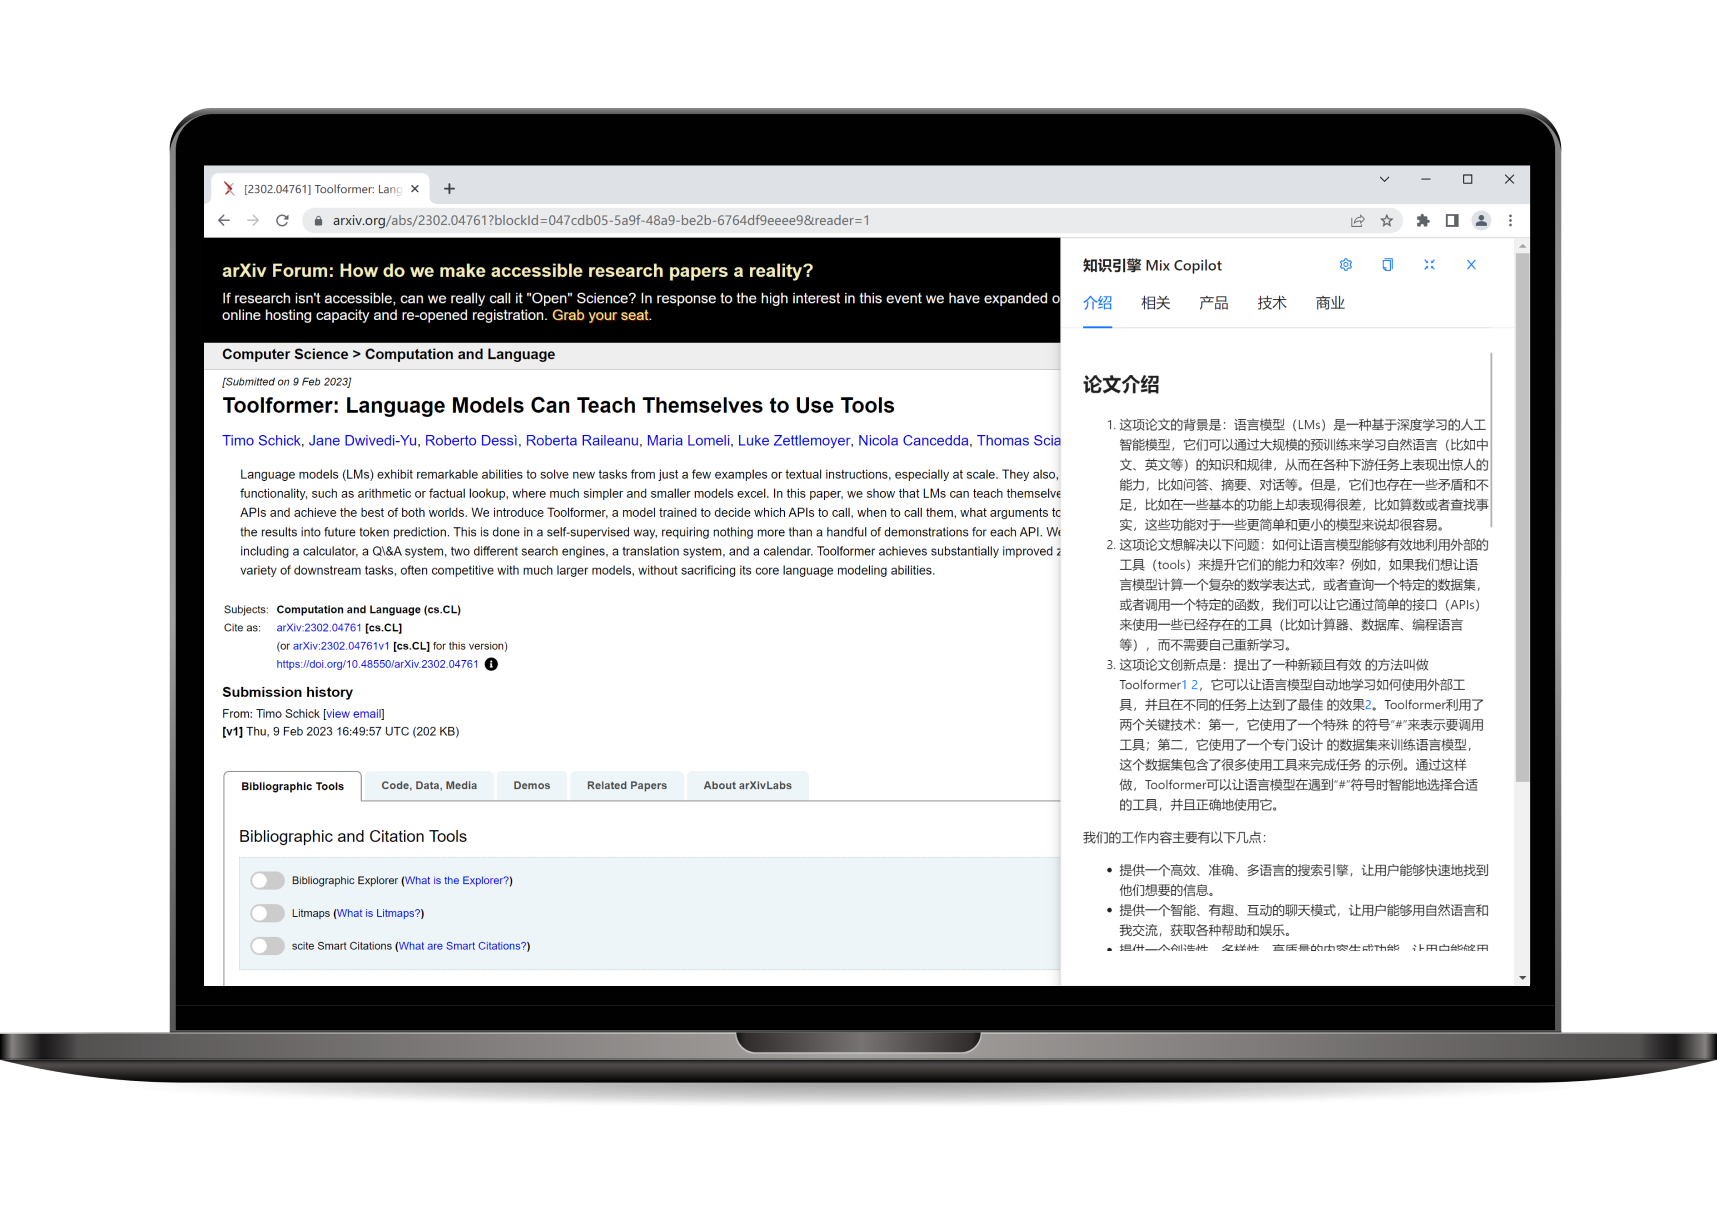 [2302.04761] Toolformer: Lang
arxiv.org/abs/2302.04761?blockId=047cdb05-5a9f-48a9-be2b-6764df9eeee9&reader=1
arXiv Forum: How do we make accessible research papers a reality?
If research isn't accessible, can we really call it "Open" Science? In response to the high interest in this event we have expanded o
online hosting capacity and re-opened registration. Grab your seat.
Computer Science > Computation and Language
[Submitted on 9 Feb 2023]
Toolformer: Language Models Can Teach Themselves to Use Tools
Timo Schick, Jane Dwivedi-Yu, Roberto Dessì, Roberta Raileanu, Maria Lomeli, Luke Zettlemoyer, Nicola Cancedda, Thomas Scia
Language models (LMs) exhibit remarkable abilities to solve new tasks from just a few examples or textual instructions, especially at scale. They also,
functionality, such as arithmetic or factual lookup, where much simpler and smaller models excel. In this paper, we show that LMs can teach themselve
APIs and achieve the best of both worlds. We introduce Toolformer, a model trained to decide which APIs to call, when to call them, what arguments to
the results into future token prediction. This is done in a self-supervised way, requiring nothing more than a handful of demonstrations for each API. We
including a calculator, a Q\&A system, two different search engines, a translation system, and a calendar. Toolformer achieves substantially improved z
variety of downstream tasks, often competitive with much larger models, without sacrificing its core language modeling abilities.
Subjects: Computation and Language (cs.CL)
Cite as: arXiv:2302.04761 [cs.CL]
(or arXiv:2302.04761v1 [cs.CL] for this version)
https://doi.org/10.48550/arXiv.2302.04761
Submission history
From: Timo Schick [view email]
[v1] Thu, 9 Feb 2023 16:49:57 UTC (202 KB)
Bibliographic Tools
Code, Data, Media
Demos
Related Papers
About arXivLabs
Bibliographic and Citation Tools
Bibliographic Explorer (What is the Explorer?)
Litmaps (What is Litmaps?)
scite Smart Citations (What are Smart Citations?)
知识引擎 Mix Copilot
介绍 相关 产品 技术 商业
论文介绍
1. 这项论文的背景是：语言模型（LMs）是一种基于深度学习的人工
智能模型，它们可以通过大规模的预训练来学习自然语言（比如中
文、英文等）的知识和规律，从而在各种下游任务上表现出惊人的
能力，比如问答、摘要、对话等。但是，它们也存在一些矛盾和不
足，比如在一些基本的功能上却表现得很差，比如算数或者查找事
实，这些功能对于一些更简单和更小的模型来说却很容易。
2. 这项论文想解决以下问题：如何让语言模型能够有效地利用外部的
工具（tools）来提升它们的能力和效率？例如，如果我们想让语
言模型计算一个复杂的数学表达式，或者查询一个特定的数据集，
或者调用一个特定的函数，我们可以让它通过简单的接口（APIs）
来使用一些已经存在的工具（比如计算器、数据库、编程语言
等），而不需要自己重新学习。
3. 这项论文创新点是：提出了一种新颖且有效 的方法叫做
Toolformer1 2，它可以让语言模型自动地学习如何使用外部工
具，并且在不同的任务上达到了最佳 的效果2。Toolformer利用了
两个关键技术：第一，它使用了一个特殊 的符号“#”来表示要调用
工具；第二，它使用了一个专门设计 的数据集来训练语言模型，
这个数据集包含了很多使用工具来完成任务 的示例。通过这样
做，Toolformer可以让语言模型在遇到“#”符号时智能地选择合适
的工具，并且正确地使用它。
我们的工作内容主要有以下几点：
• 提供一个高效、准确、多语言的搜索引擎，让用户能够快速地找到
他们想要的信息。
• 提供一个智能、有趣、互动的聊天模式，让用户能够用自然语言和
我交流，获取各种帮助和娱乐。
• 提供一个创造性、多样性、高质量的内容生成功能，让用户能够用